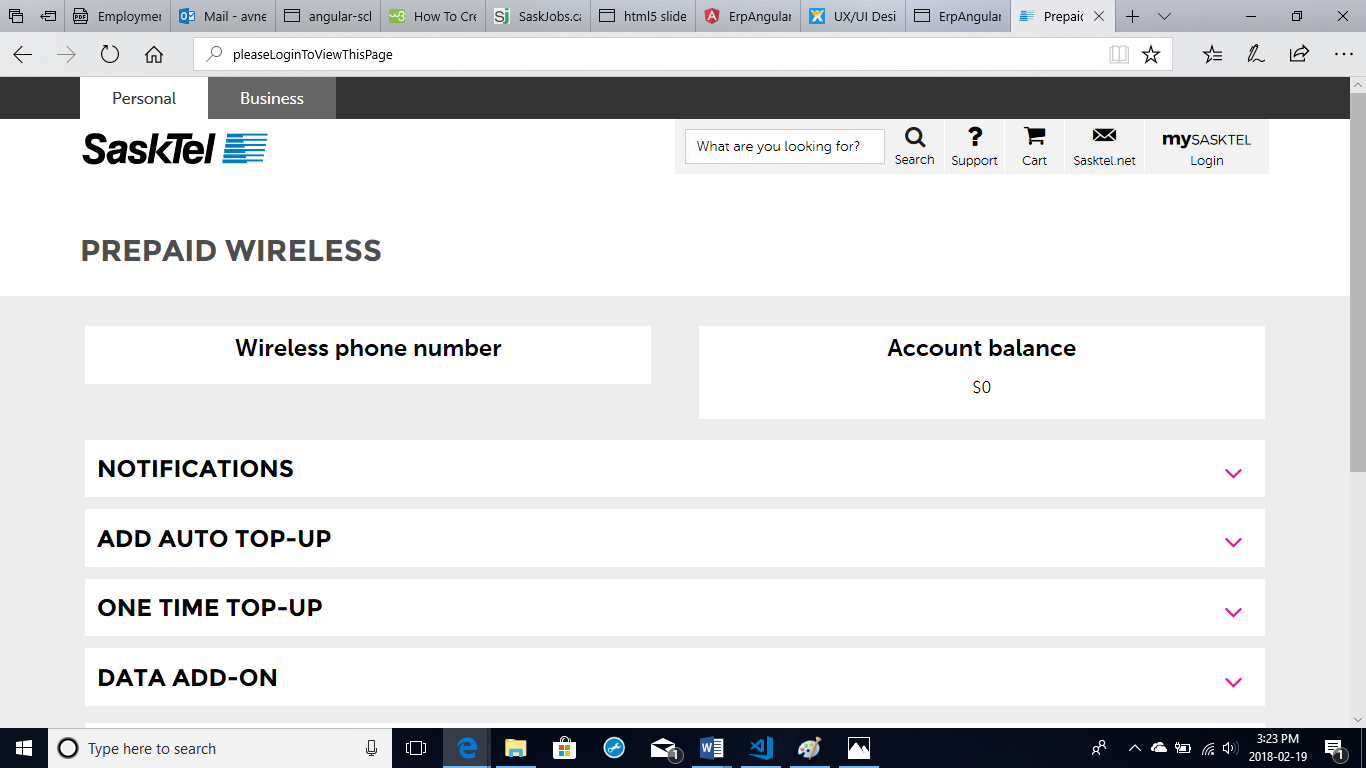 Employmer
Mail - avne
angular-scl
How To Cre
SaskJobs.ca
html5 slide
ErpAngular
UX/UI Desi
ErpAngular
Prepaid
pleaseLoginToViewThisPage
Personal
Business
SaskTel
What are you looking for?
Search
Support
Cart
Sasktel.net
mySASKTEL
Login
PREPAID WIRELESS
Wireless phone number
Account balance
$0
NOTIFICATIONS
ADD AUTO TOP-UP
ONE TIME TOP-UP
DATA ADD-ON
Type here to search
3:23 PM
2018-02-19